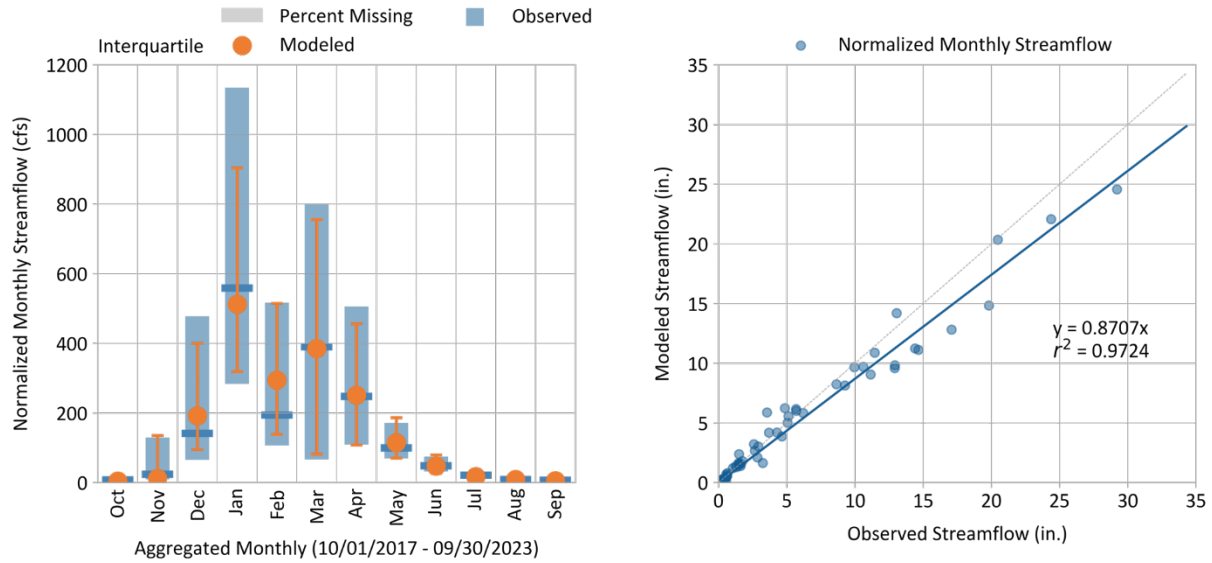 Percent Missing
Observed
Interquartile
Modeled
Normalized Monthly Streamflow (cfs)
1200
1000
800
600
400
200
0
Oct
Nov
Dec
Jan
Feb
Mar
Apr
May
Jun
Jul
Aug
Sep
Aggregated Monthly (10/01/2017 - 09/30/2023)
Normalized Monthly Streamflow
Modeled Streamflow (in.)
35
30
25
20
15
10
5
0
y = 0.8707x
r² = 0.9724
0
5
10
15
20
25
30
35
Observed Streamflow (in.)